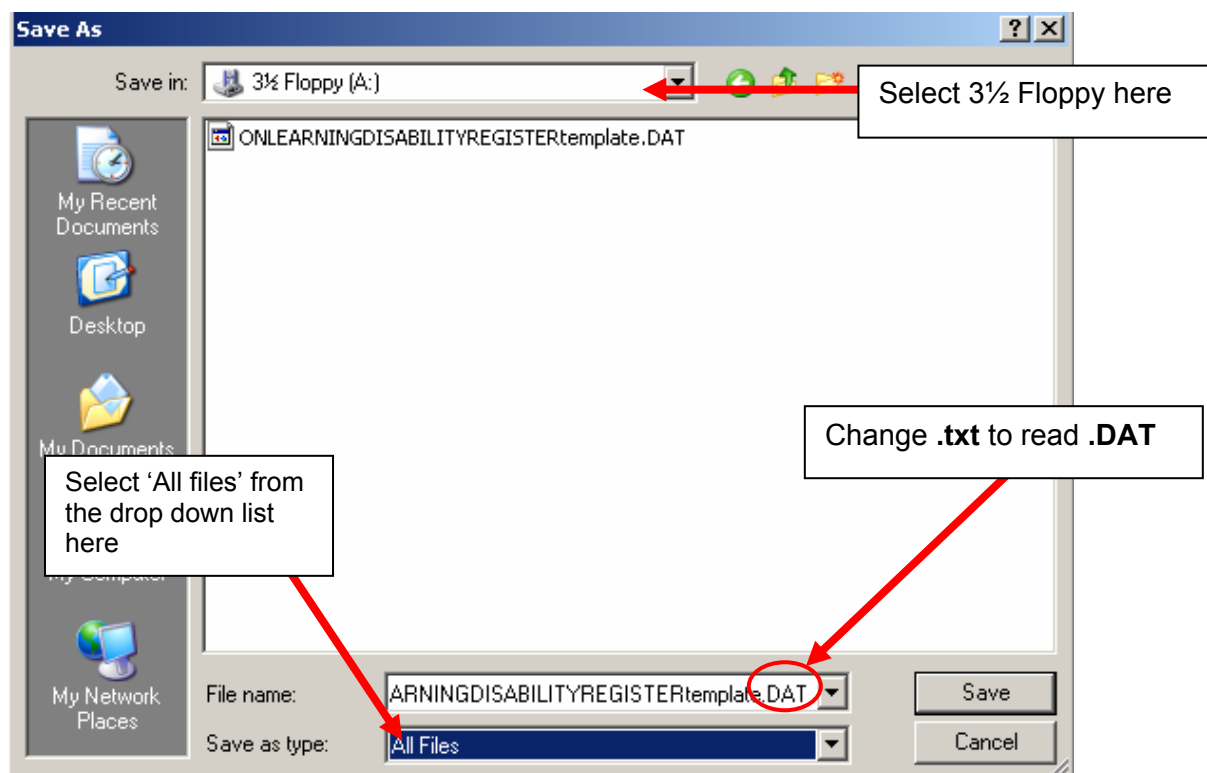 Save As
Save in: 3½ Floppy (A:)
Select 3½ Floppy here
ONLEARNINGDISABILITYREGISTERtemplate.DAT
My Recent
Documents
Desktop
My Documents
Change .txt to read .DAT
Select ‘All files’ from
the drop down list
here
My Computer
My Network
Places
File name: ARNINGDISABILITYREGISTERtemplate.DAT
Save
Save as type: All Files
Cancel